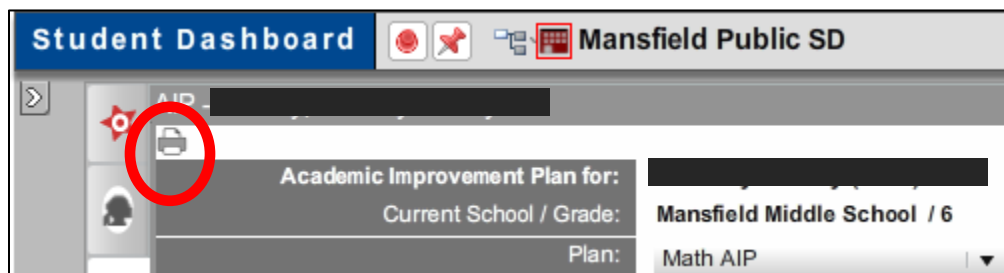 Student Dashboard Mansfield Public SD
AIP -
Academic Improvement Plan for:
Current School / Grade: Mansfield Middle School / 6
Plan: Math AIP